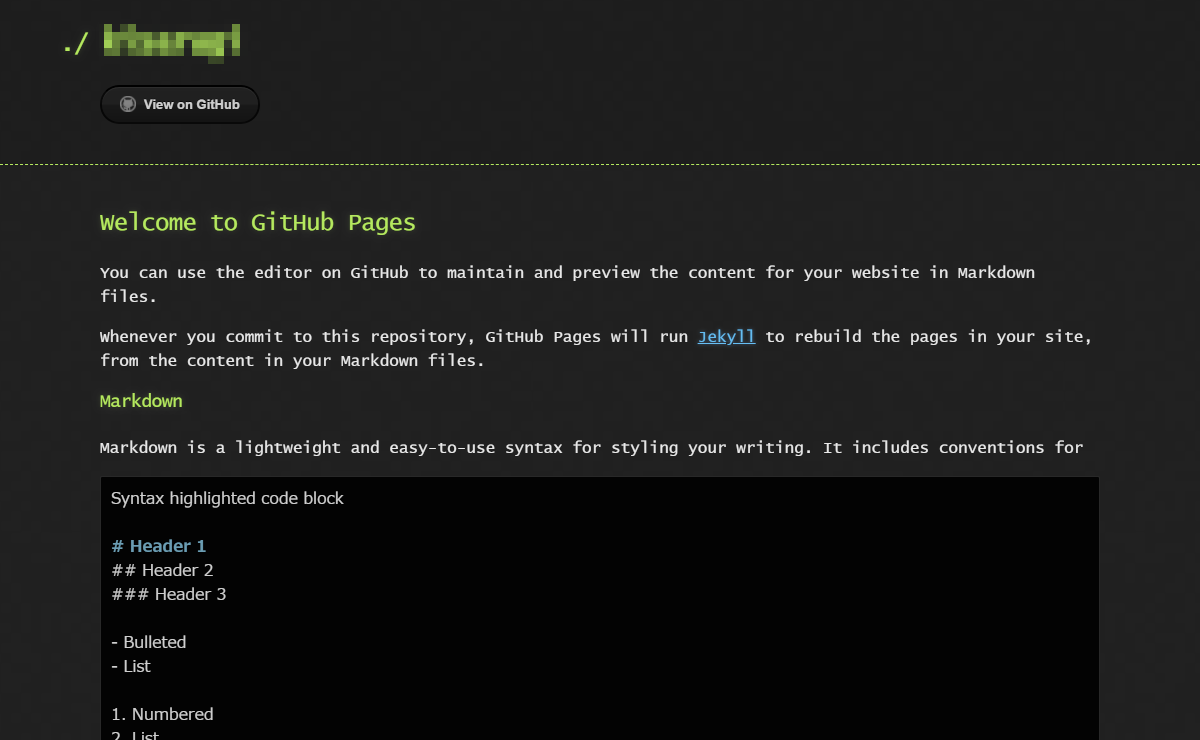 ./
View on GitHub
Welcome to GitHub Pages
You can use the editor on GitHub to maintain and preview the content for your website in Markdown
files.
Whenever you commit to this repository, GitHub Pages will run Jekyll to rebuild the pages in your site,
from the content in your Markdown files.
Markdown
Markdown is a lightweight and easy-to-use syntax for styling your writing. It includes conventions for
Syntax highlighted code block
# Header 1
## Header 2
### Header 3
- Bulleted
- List
1. Numbered
2. List